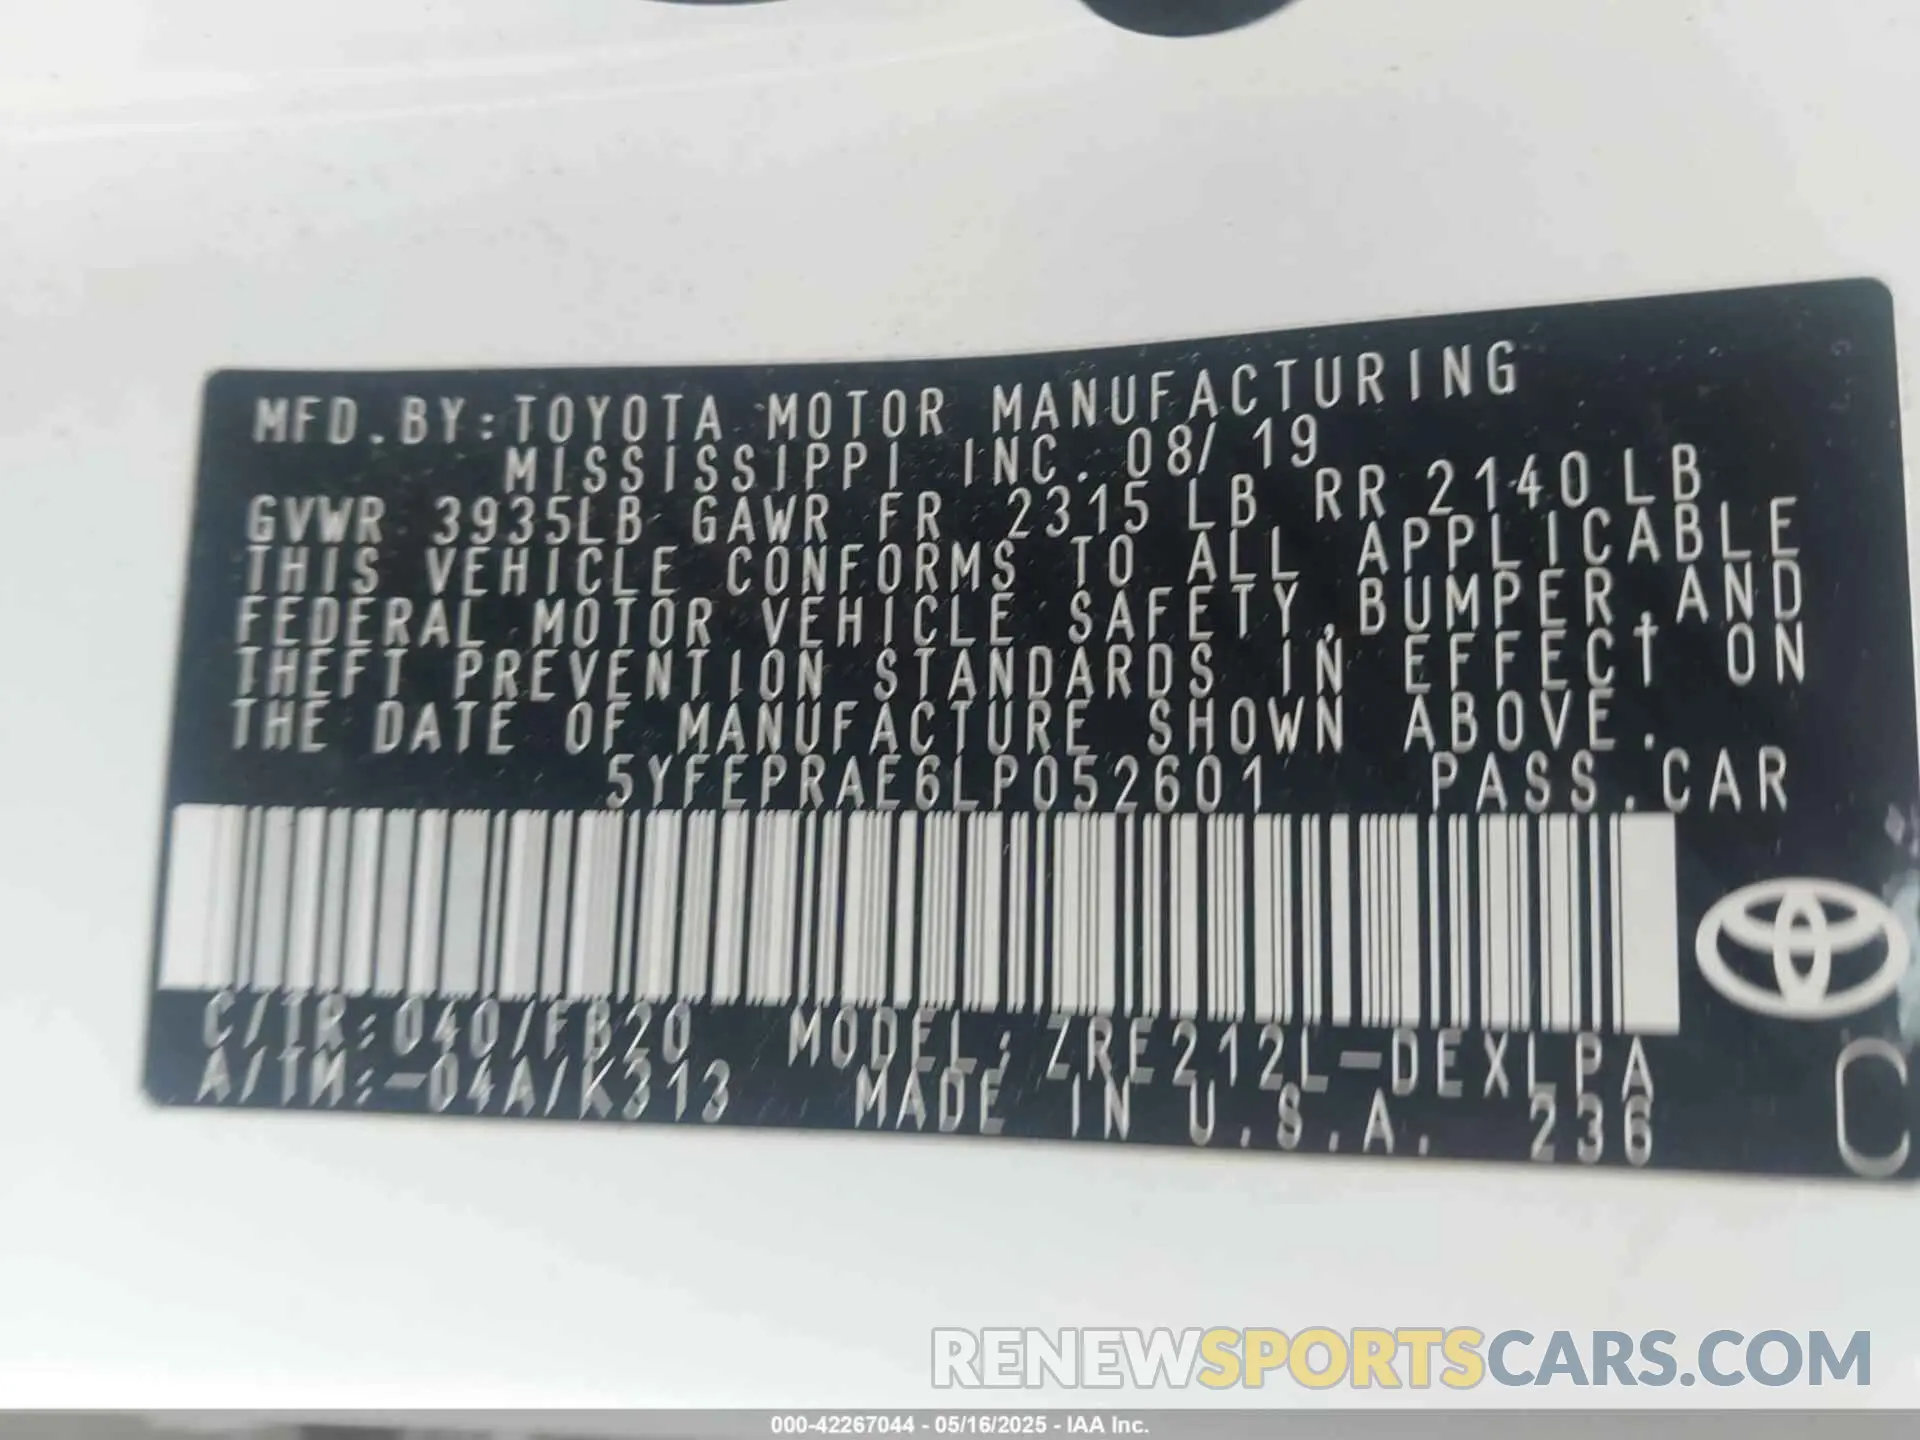 MFD.BY:TOYOTA MOTOR MANUFACTURING
MISSISSIPPI INC. 08/19
GVWR 3935LB GAWR FR 2315 LB RR 2140LB
THIS VEHICLE CONFORMS TO ALL APPLICABLE
FEDERAL MOTOR VEHICLE SAFETY,BUMPER,AND
THEFT PREVENTION STANDARDS IN EFFECT ON
THE DATE OF MANUFACTURE SHOWN ABOVE.
5YFEPRAE6LP052601 PASS.CAR
C/TR:040/FB20 MODEL:ZRE212L-DEXLPA
A/TM:-04A/K313 MADE IN U.S.A. 236
C
RENEWSPORTSCARS.COM
000-42267044 - 05/16/2025 - IAA Inc.